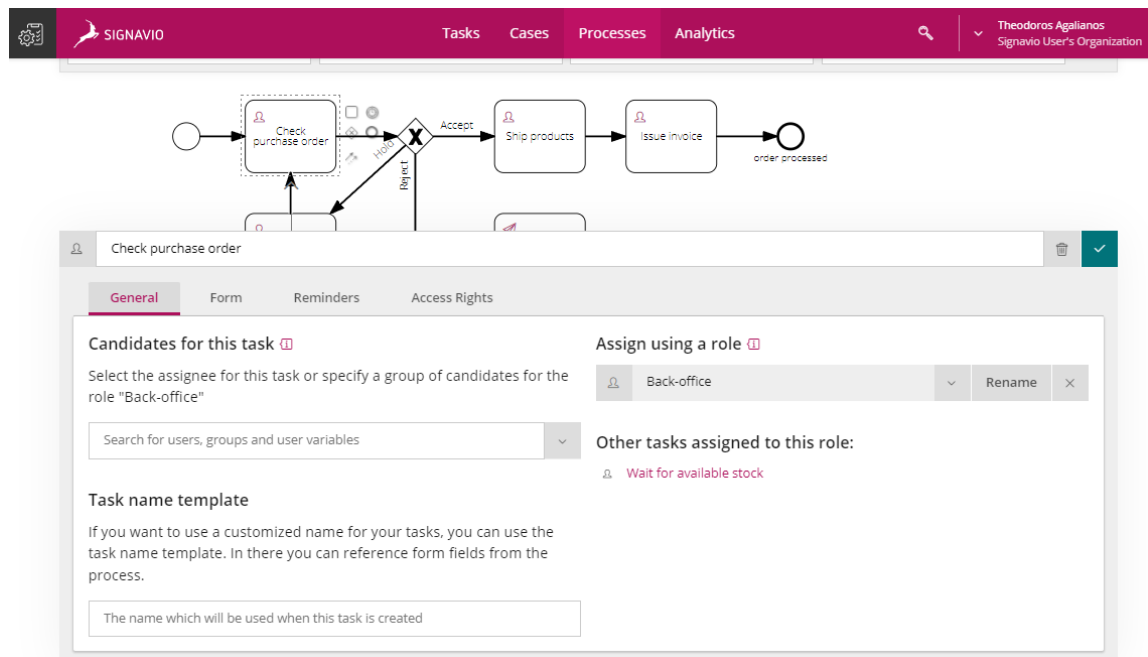 SIGNAVIO
Tasks
Cases
Processes
Analytics
Theodoros Agalianos
Signavio User's Organization
Check
purchase order
Hold
Accept
Reject
Ship products
Issue invoice
order processed
Check purchase order
General
Form
Reminders
Access Rights
Candidates for this task
Select the assignee for this task or specify a group of candidates for the
role "Back-office"
Search for users, groups and user variables
Task name template
If you want to use a customized name for your tasks, you can use the
task name template. In there you can reference form fields from the
process.
The name which will be used when this task is created
Assign using a role
Back-office
Rename
Other tasks assigned to this role:
Wait for available stock